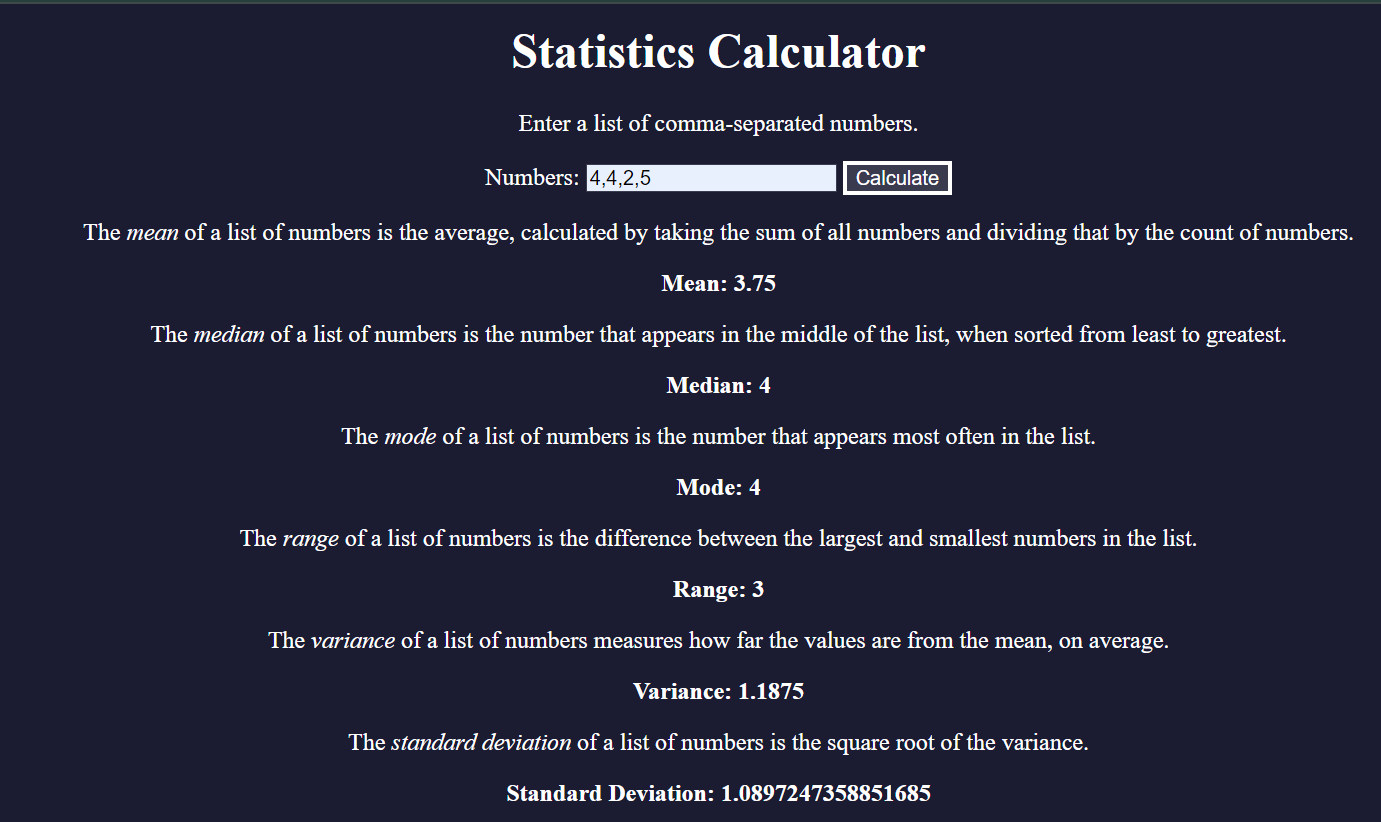 Statistics Calculator
Enter a list of comma-separated numbers.
Numbers: 4,4,2,5 Calculate
The mean of a list of numbers is the average, calculated by taking the sum of all numbers and dividing that by the count of numbers.
Mean: 3.75
The median of a list of numbers is the number that appears in the middle of the list, when sorted from least to greatest.
Median: 4
The mode of a list of numbers is the number that appears most often in the list.
Mode: 4
The range of a list of numbers is the difference between the largest and smallest numbers in the list.
Range: 3
The variance of a list of numbers measures how far the values are from the mean, on average.
Variance: 1.1875
The standard deviation of a list of numbers is the square root of the variance.
Standard Deviation: 1.0897247358851685